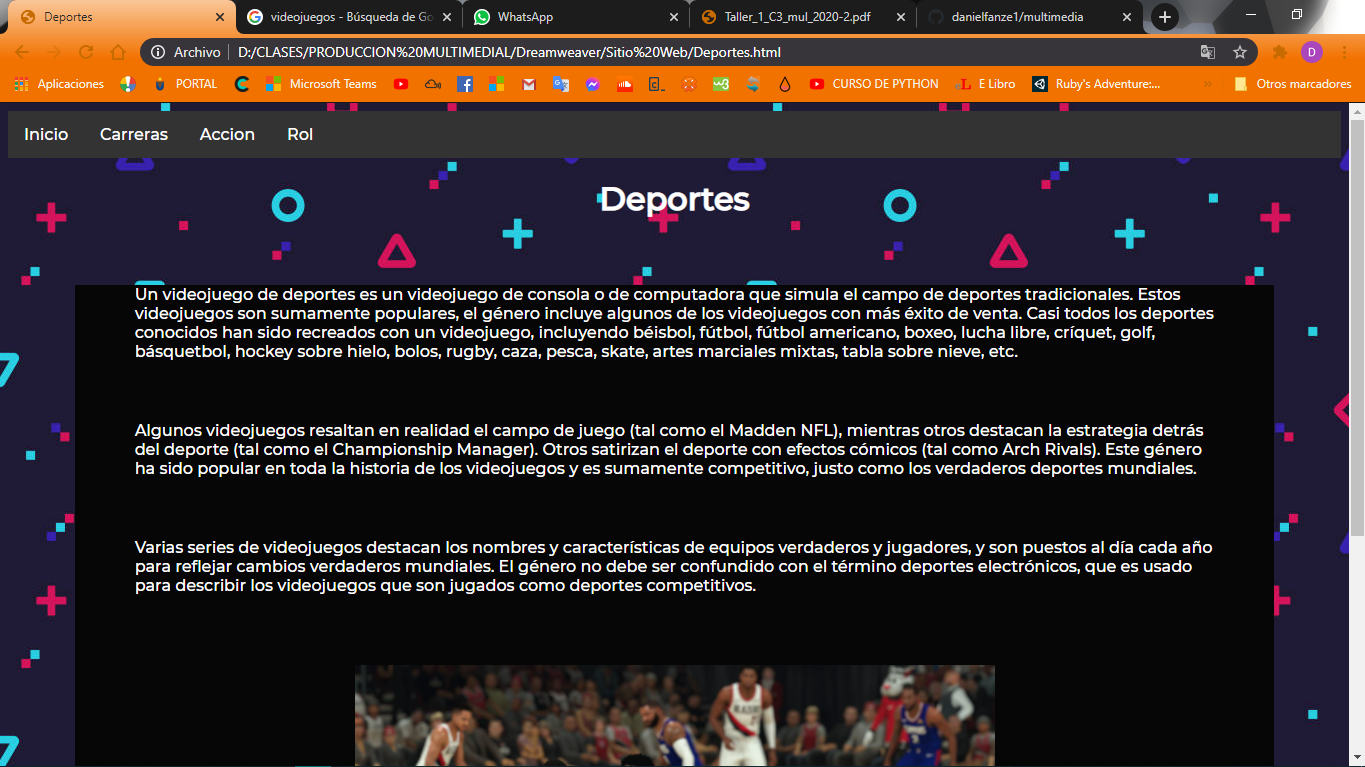 Deportes
videojuegos - Búsqueda de Go
WhatsApp
Taller_1_C3_mul_2020-2.pdf
danielfanze1/multimedia
Archivo | D:/CLASES/PRODUCCION%20MULTIMEDIAL/Dreamweaver/Sitio%20Web/Deportes.html
D
Aplicaciones
PORTAL
Microsoft Teams
CURSO DE PYTHON
E Libro
Ruby's Adventure:...
Otros marcadores
Inicio Carreras Accion Rol
Deportes
Un videojuego de deportes es un videojuego de consola o de computadora que simula el campo de deportes tradicionales. Estos
videojuegos son sumamente populares, el género incluye algunos de los videojuegos con más éxito de venta. Casi todos los deportes
conocidos han sido recreados con un videojuego, incluyendo béisbol, fútbol, fútbol americano, boxeo, lucha libre, críquet, golf,
básquetbol, hockey sobre hielo, bolos, rugby, caza, pesca, skate, artes marciales mixtas, tabla sobre nieve, etc.
Algunos videojuegos resaltan en realidad el campo de juego (tal como el Madden NFL), mientras otros destacan la estrategia detrás
del deporte (tal como el Championship Manager). Otros satirizan el deporte con efectos cómicos (tal como Arch Rivals). Este género
ha sido popular en toda la historia de los videojuegos y es sumamente competitivo, justo como los verdaderos deportes mundiales.
Varias series de videojuegos destacan los nombres y características de equipos verdaderos y jugadores, y son puestos al día cada año
para reflejar cambios verdaderos mundiales. El género no debe ser confundido con el término deportes electrónicos, que es usado
para describir los videojuegos que son jugados como deportes competitivos.